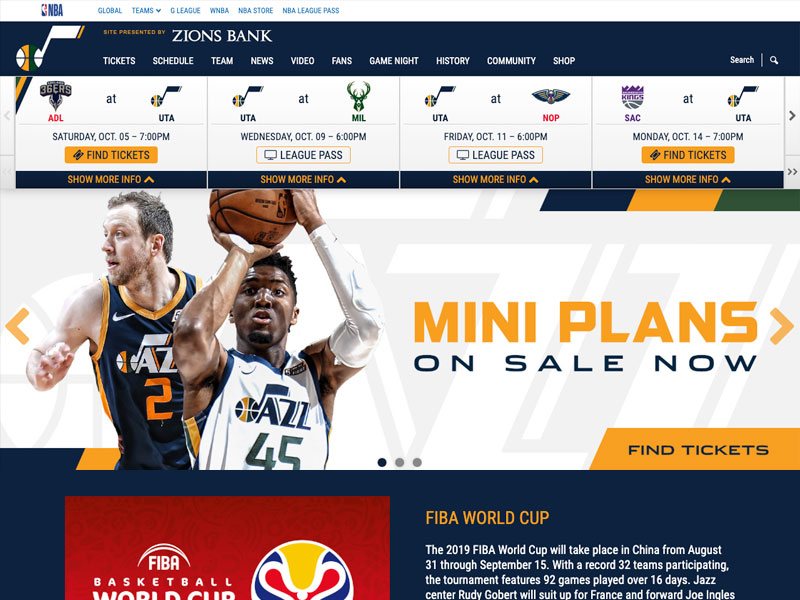 NBA
GLOBAL
TEAMS
G LEAGUE
WNBA
NBA STORE
NBA LEAGUE PASS
SITE PRESENTED BY ZIONS BANK
TICKETS
SCHEDULE
TEAM
NEWS
VIDEO
FANS
GAME NIGHT
HISTORY
COMMUNITY
SHOP
Search
36ERS
ADL
at
UTA
SATURDAY, OCT. 05 – 7:00PM
FIND TICKETS
SHOW MORE INFO
UTA
at
MIL
WEDNESDAY, OCT. 09 – 6:00PM
LEAGUE PASS
SHOW MORE INFO
UTA
at
NOP
FRIDAY, OCT. 11 – 6:00PM
LEAGUE PASS
SHOW MORE INFO
KINGS
SAC
at
UTA
MONDAY, OCT. 14 – 7:00PM
FIND TICKETS
SHOW MORE INFO
JAZZ
2
JAZZ
45
MINI PLANS
ON SALE NOW
FIND TICKETS
FIBA
BASKETBALL
WORLD CUP
FIBA WORLD CUP
The 2019 FIBA World Cup will take place in China from August
31 through September 15. With a record 32 teams participating,
the tournament features 92 games played over 16 days. Jazz
center Rudy Gobert will suit up for France and forward Joe Ingles